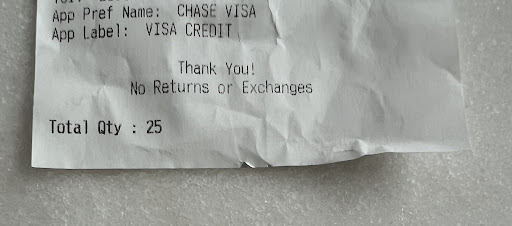 App Pref Name: CHASE VISA
App Label: VISA CREDIT
Thank You!
No Returns or Exchanges
Total Qty : 25